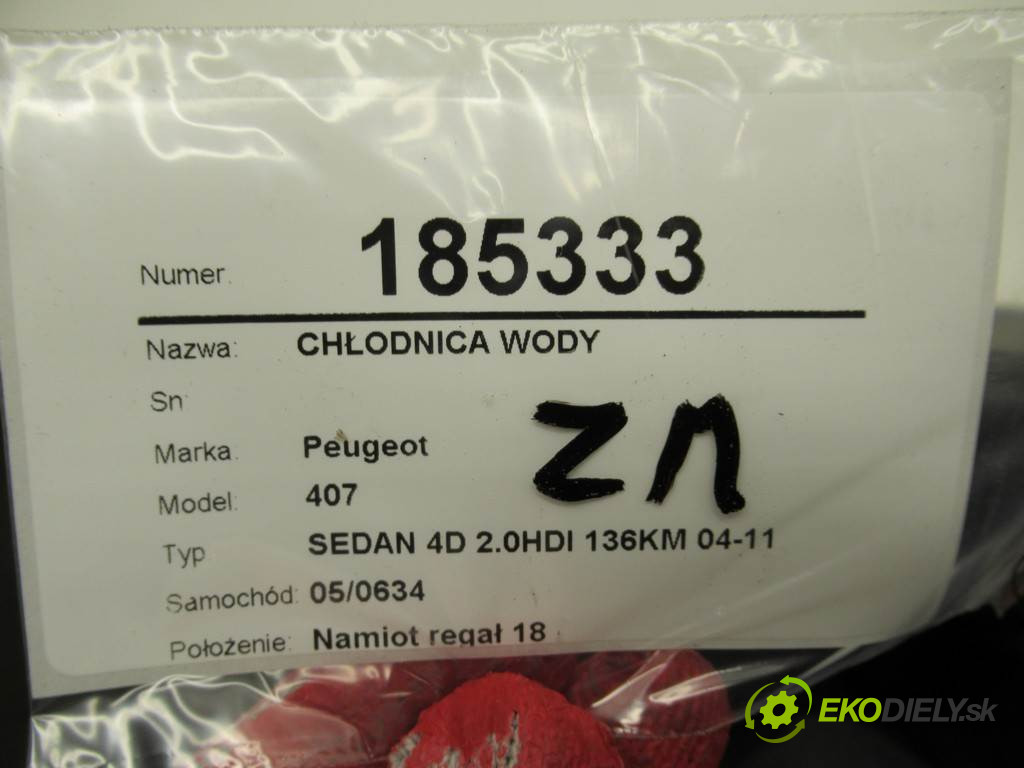 Numer: 185333
Nazwa: CHŁODNICA WODY
Sn
ZN
Marka: Peugeot
Model: 407
Typ SEDAN 4D 2.0HDI 136KM 04-11
Samochód: 05/0634
Położenie: Namiot regał 18
EKODIELY.sk